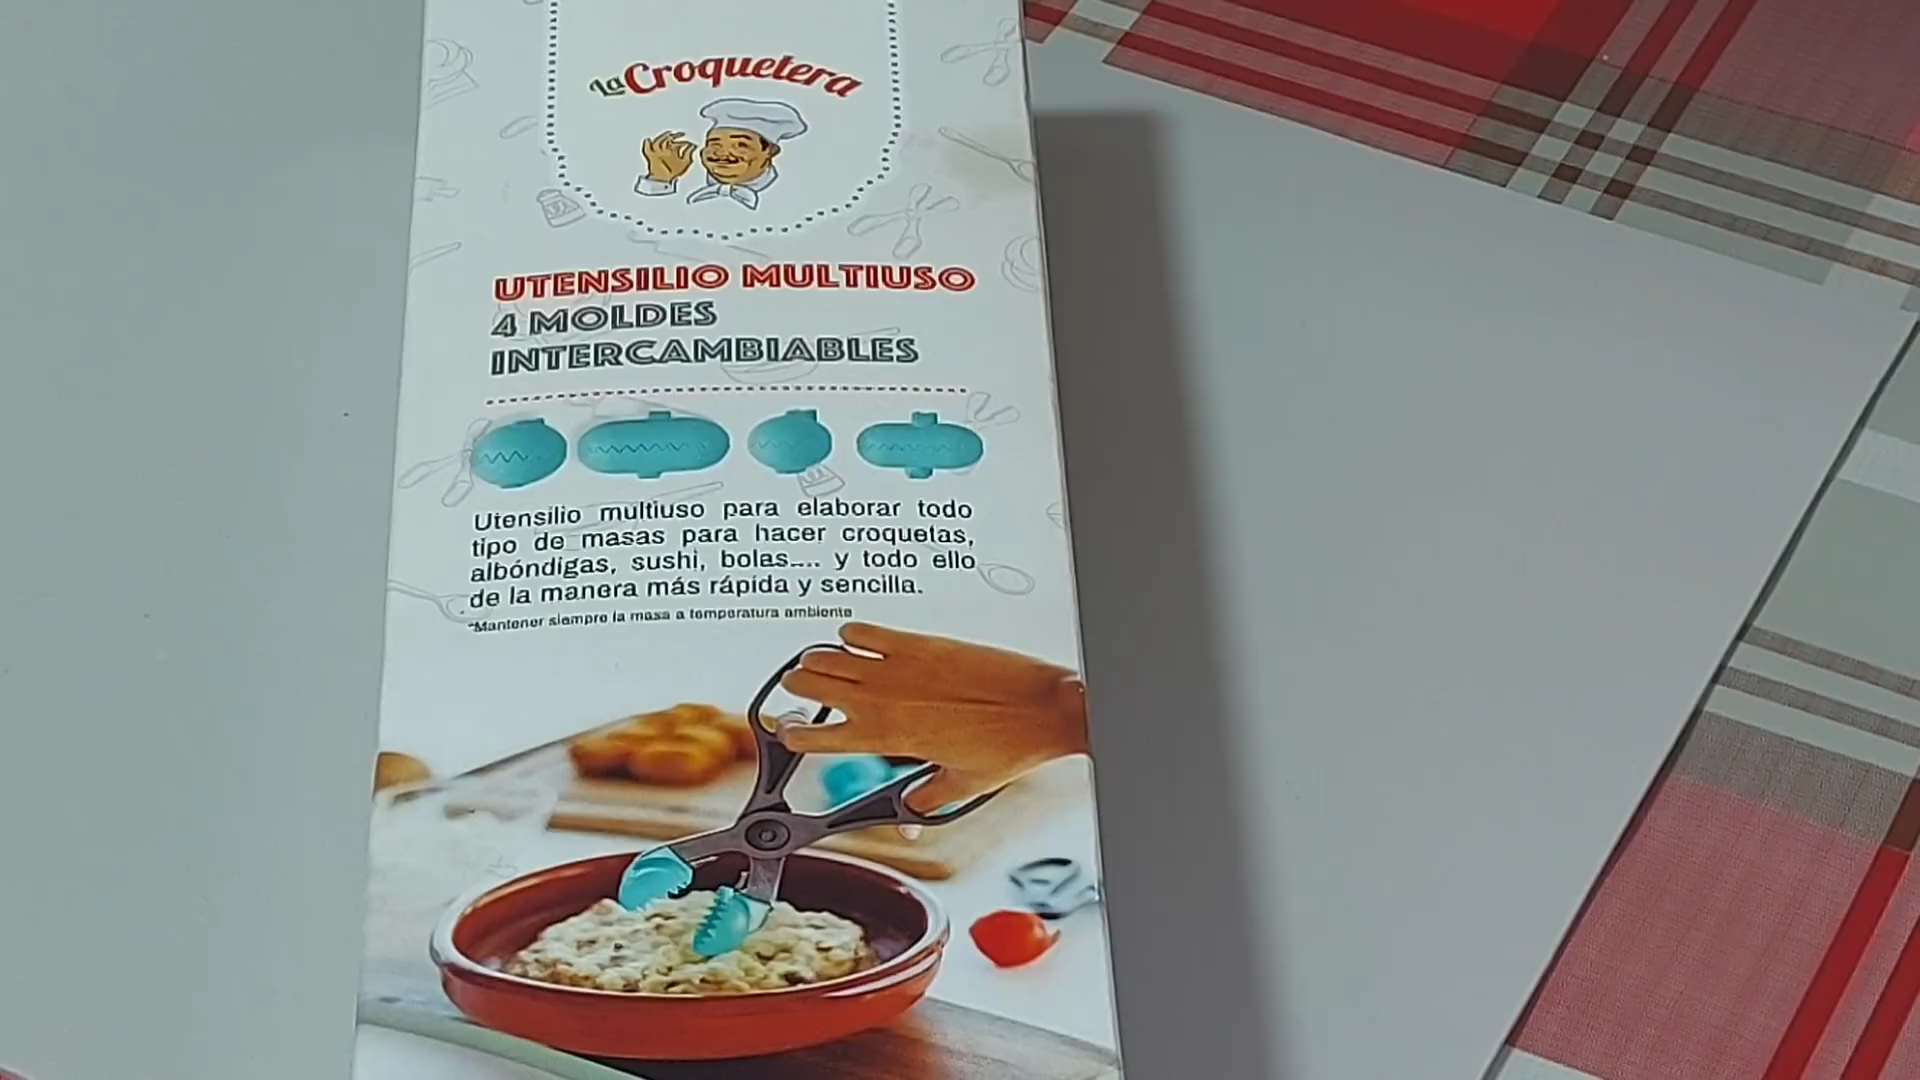 La Croquetera
UTENSILIO MULTIUSO
4 MOLDES
INTERCAMBIABLES
Utensilio multiuso para elaborar todo
tipo de masas para hacer croquetas,
albóndigas, sushi, bolas.... y todo ello
de la manera más rápida y sencilla.
*Mantener siempre la masa a temperatura ambiente